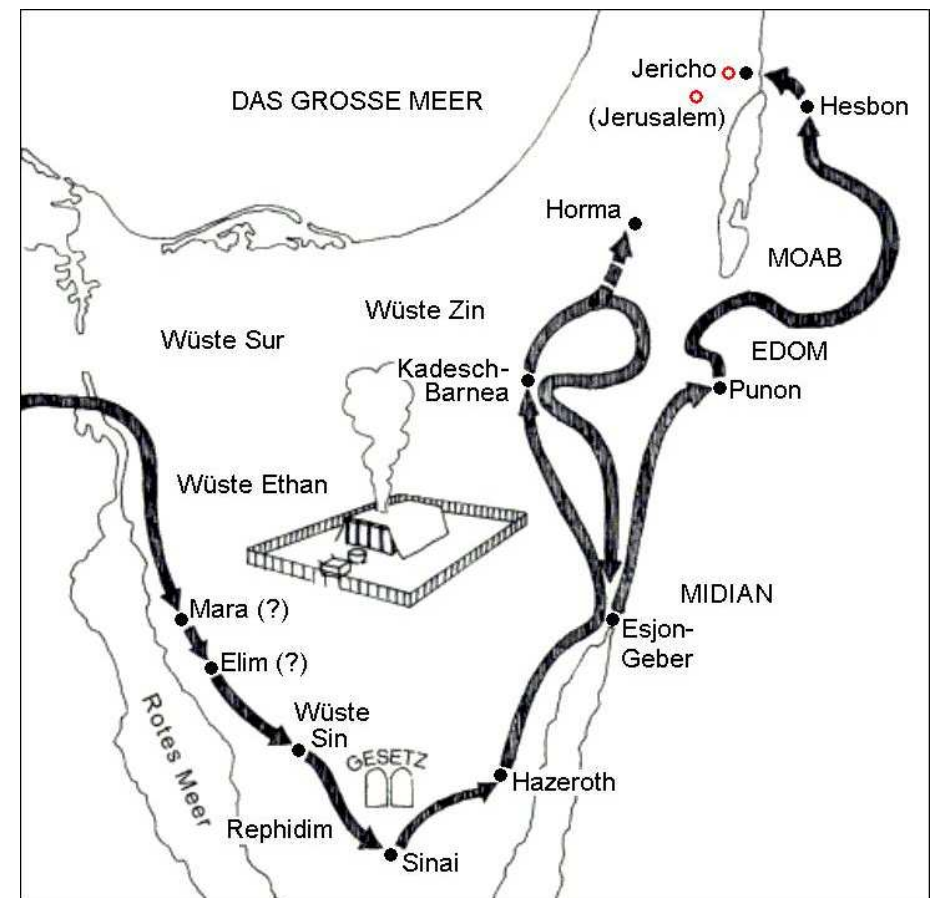 Jericho
DAS GROSSE MEER
Hesbon
(Jerusalem)
Horma
MOAB
Wüste Zin
Wüste Sur
EDOM
Kadesch-
Barnea
Punon
Wüste Ethan
MIDIAN
Mara (?)
Esjon-
Geber
Elim (?)
Wüste
Sin
Rotes Meer
GESETZ
Hazeroth
Rephidim
Sinai